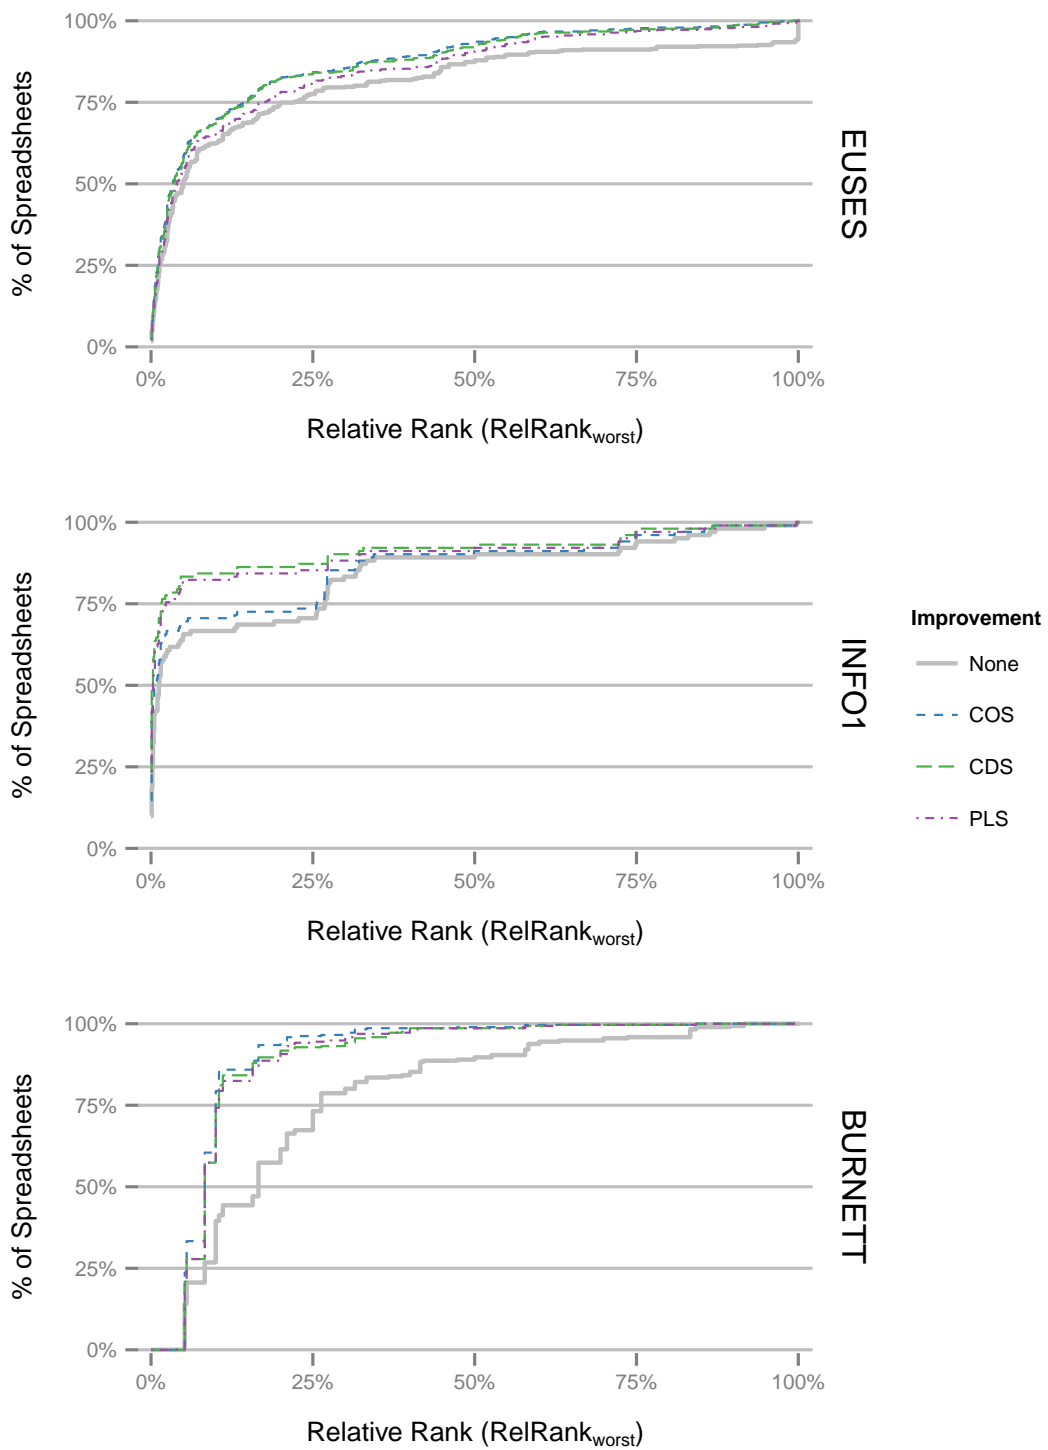 100%
75%
50%
25%
0%
0%
25%
50%
75%
100%
% of Spreadsheets
Relative Rank (RelRankworst)
EUSES
100%
75%
50%
25%
0%
0%
25%
50%
75%
100%
% of Spreadsheets
Relative Rank (RelRankworst)
INFO1
Improvement
None
COS
CDS
PLS
100%
75%
50%
25%
0%
0%
25%
50%
75%
100%
% of Spreadsheets
Relative Rank (RelRankworst)
BURNETT